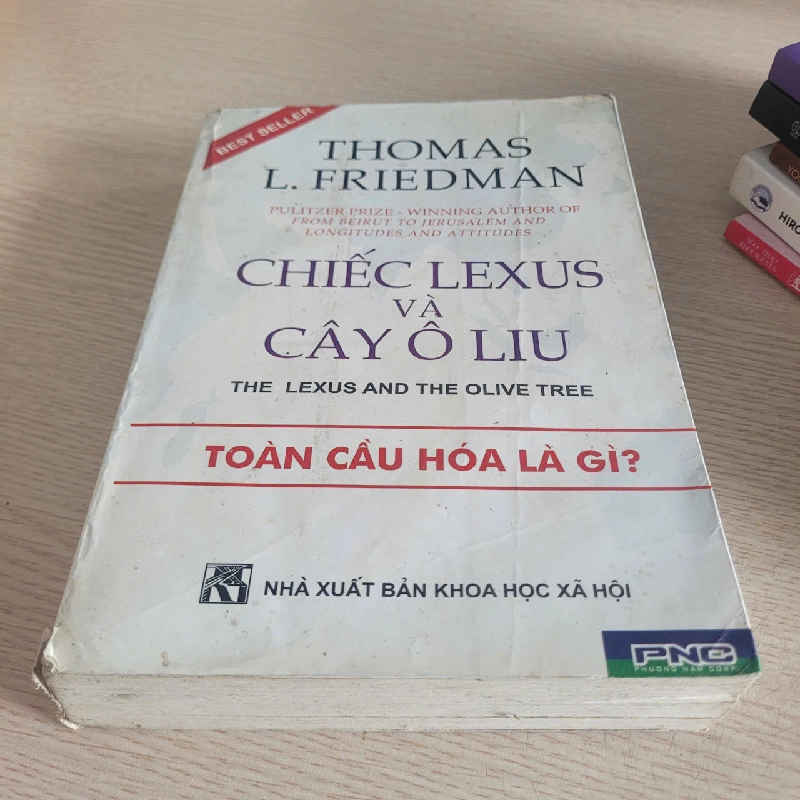 BEST SELLER
THOMAS
L. FRIEDMAN
PULITZER PRIZE - WINNING AUTHOR OF
FROM BEIRUT TO JERUSALEM AND
LONGITUDES AND ATTITUDES
CHIẾC LEXUS
VÀ
CÂY Ô LIU
THE LEXUS AND THE OLIVE TREE
TOÀN CẦU HÓA LÀ GÌ?
NHÀ XUẤT BẢN KHOA HỌC XÃ HỘI
PNC
PHUONG NAM CORP.
HIRO